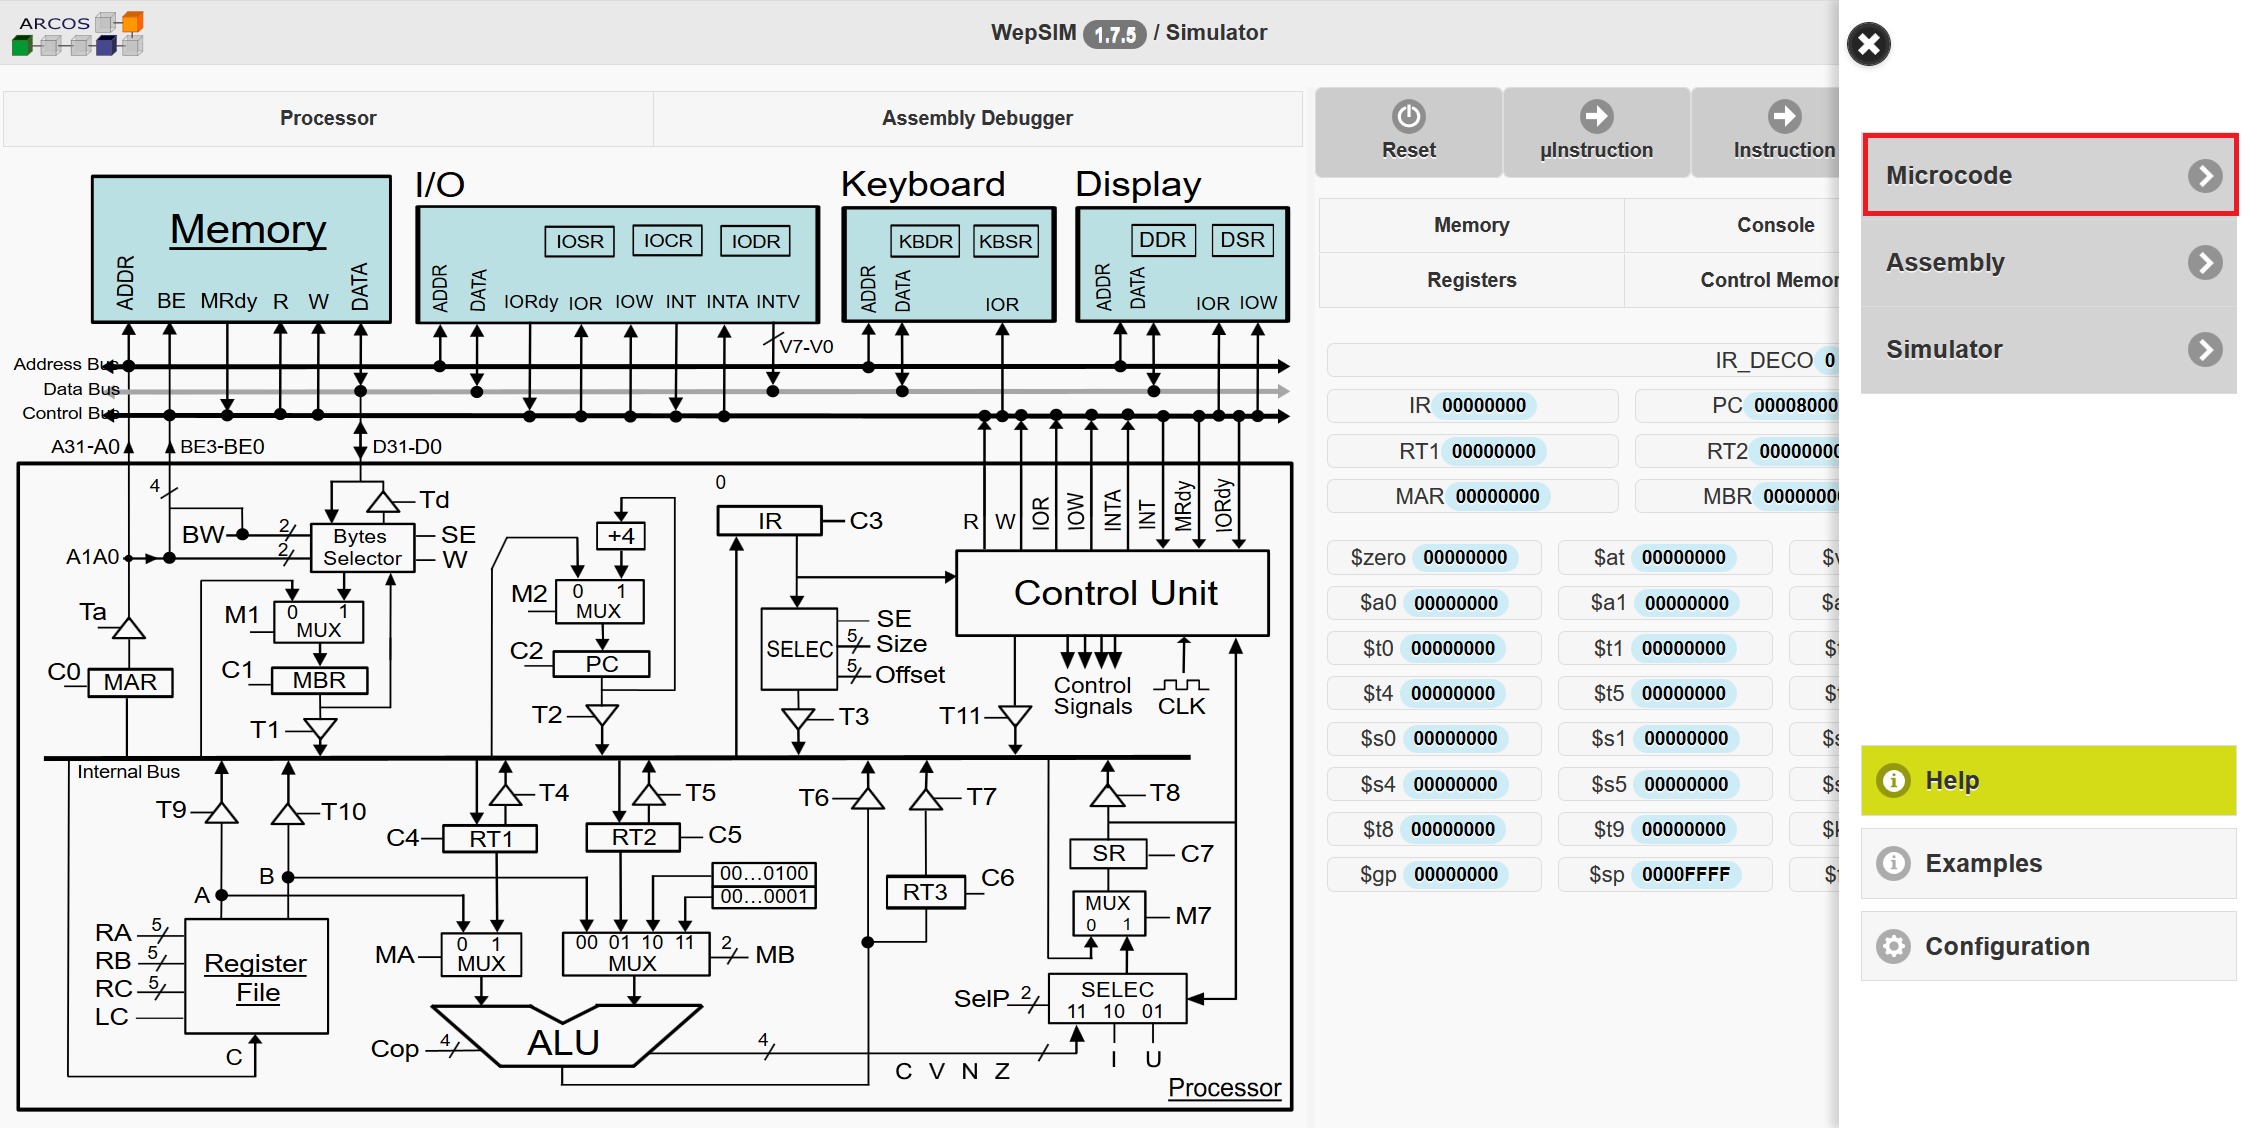 ARCOS
WepSIM 1.7.5 / Simulator
Processor
Assembly Debugger
Reset
µInstruction
Instruction
Memory
Console
Registers
Control Memor
Microcode
Assembly
Simulator
Help
Examples
Configuration
I/O
Keyboard
Display
Memory
IOSR IOCR IODR
KBDR KBSR
DDR DSR
ADDR BE MRdy R W DATA
ADDR DATA IORdy IOR IOW INT INTA INTV
ADDR DATA IOR
ADDR DATA IOR IOW
V7-V0
Address Bus
Data Bus
Control Bus
A31-A0 BE3-BE0 D31-D0
4
Td
BW 2
Bytes
Selector
SE
W
A1A0 2
Ta
M1 0 1
MUX
C0 MAR
C1 MBR
T1
+4
M2 0 1
MUX
C2 PC
T2
0
IR C3
SELEC
SE
5 Size
5 Offset
T3
R W IOR IOW INTA INT MRdy IORdy
Control Unit
Control
Signals
CLK
T11
Internal Bus
T9 T10 T4 T5 T6 T7 T8
C4 RT1
RT2 C5
00...0100
00...0001
RT3 C6
SR C7
MUX
0 1
M7
A B
RA 5
RB 5
RC 5
LC
Register
File
C
MA 0 1
MUX
00 01 10 11
MUX
2 MB
Cop 4
ALU
4
C V N Z
SelP 2
SELEC
11 10 01
I U
Processor
IR_DECO 0
IR 00000000 PC 00008000
RT1 00000000 RT2 00000000
MAR 00000000 MBR 00000000
$zero 00000000 $at 00000000
$a0 00000000 $a1 00000000
$t0 00000000 $t1 00000000
$t4 00000000 $t5 00000000
$s0 00000000 $s1 00000000
$s4 00000000 $s5 00000000
$t8 00000000 $t9 00000000
$gp 00000000 $sp 0000FFFF